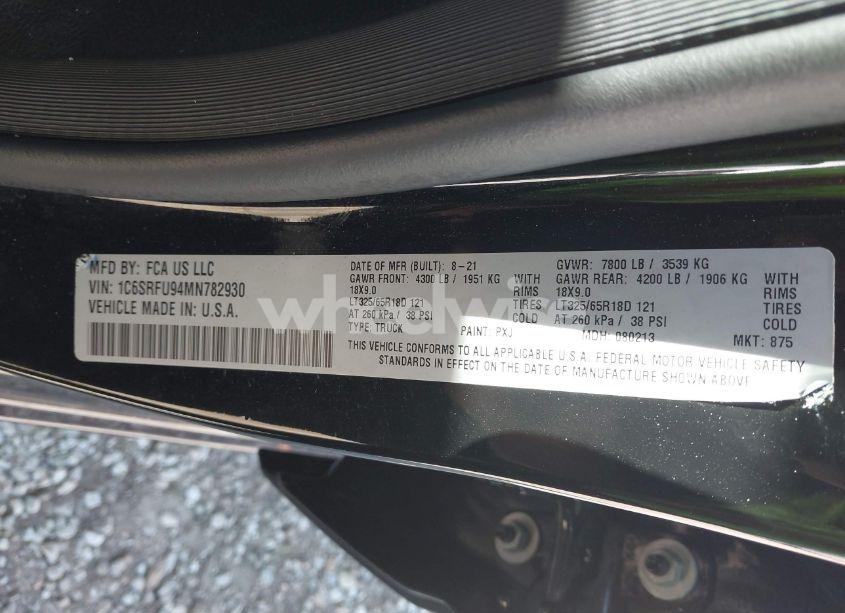 MFD BY: FCA US LLC
VIN: 1C6SRFU94MN782930
VEHICLE MADE IN: U.S.A.
DATE OF MFR (BUILT): 8-21
GAWR FRONT: 4300 LB / 1951 KG WITH
18X9.0 RIMS
LT325/65R18D 121 TIRES
AT 260 kPa / 38 PSI COLD
TYPE: TRUCK PAINT: PXJ
GVWR: 7800 LB / 3539 KG
GAWR REAR: 4200 LB / 1906 KG WITH
18X9.0 RIMS
LT325/65R18D 121 TIRES
AT 260 kPa / 38 PSI COLD
MDH: 080213 MKT: 875
THIS VEHICLE CONFORMS TO ALL APPLICABLE U.S.A. FEDERAL MOTOR VEHICLE SAFETY
STANDARDS IN EFFECT ON THE DATE OF MANUFACTURE SHOWN ABOVE